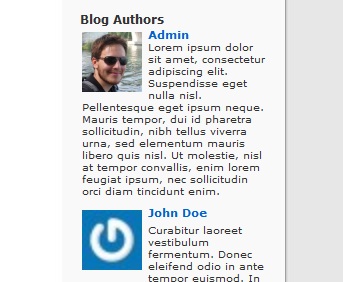 Blog Authors
Admin
Lorem ipsum dolor
sit amet, consectetur
adipiscing elit.
Suspendisse eget
nulla nisl.
Pellentesque eget ipsum neque.
Mauris tempor, dui id pharetra
sollicitudin, nibh tellus viverra
urna, sed elementum mauris
libero quis nisl. Ut molestie, nisl
at tempor convallis, enim lorem
feugiat ipsum, nec sollicitudin
orci diam tincidunt enim.
John Doe
Curabitur laoreet
vestibulum
fermentum. Donec
eleifend odio in ante
tempor euismod. In